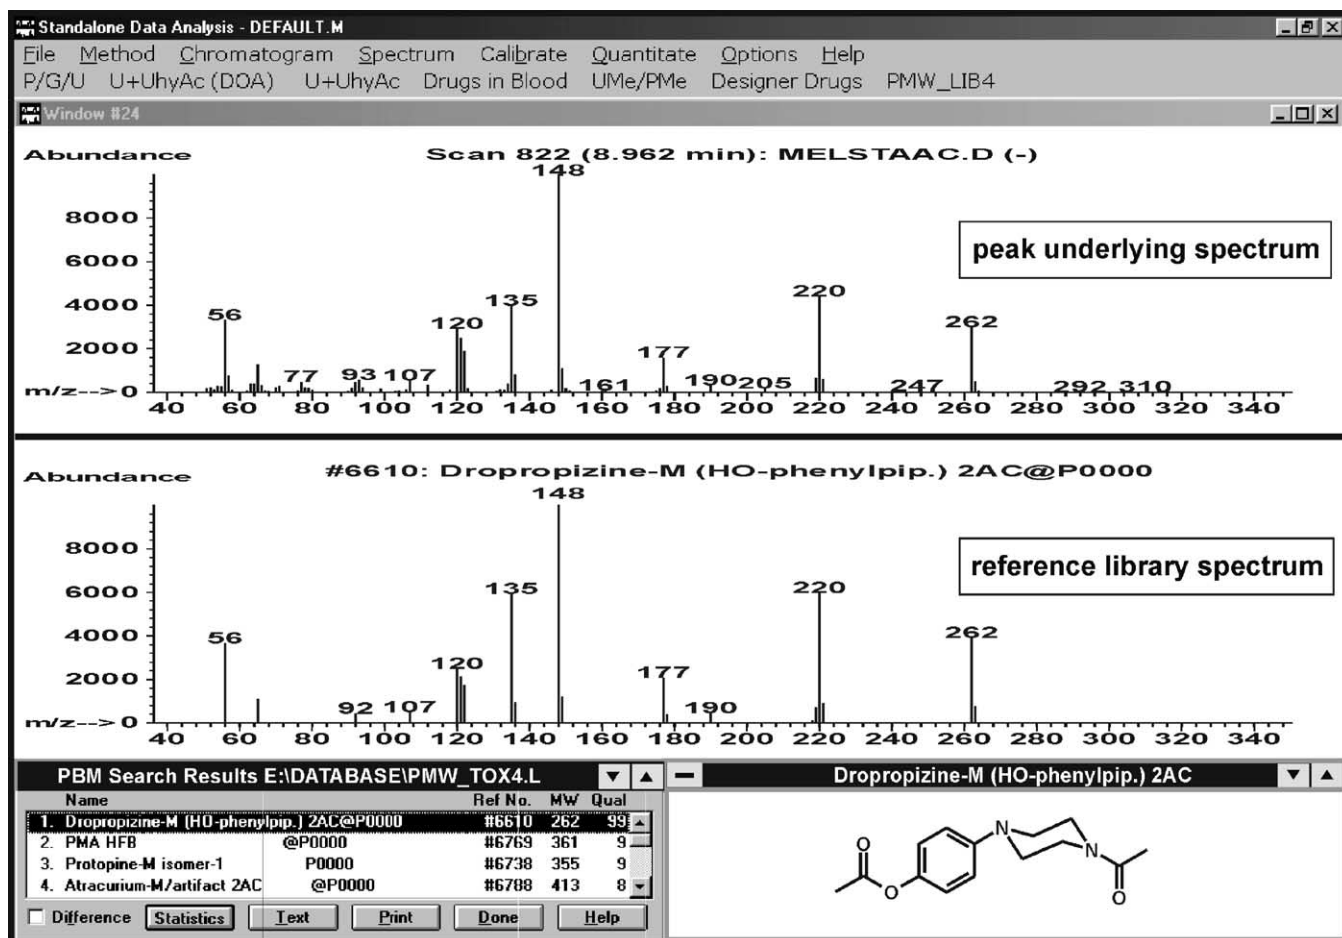 Standalone Data Analysis - DEFAULT.M
File Method Chromatogram Spectrum Calibrate Quantitate Options Help
P/G/U U+UhyAc (DOA) U+UhyAc Drugs in Blood UMe/PMe Designer Drugs PMW_LIB4
Window #24
Abundance Scan 822 (8.962 min): MELSTAAC.D (-)
148
8000
6000
4000
2000
m/z--> 0
peak underlying spectrum
56 77 93 107 120 135 161 177 190 205 220 247 262 292 310
40 60 80 100 120 140 160 180 200 220 240 260 280 300 320 340
Abundance #6610: Dropropizine-M (HO-phenylpip.) 2AC@P0000
148
8000
6000
4000
2000
m/z--> 0
reference library spectrum
56 92 107 120 135 177 190 220 262
40 60 80 100 120 140 160 180 200 220 240 260 280 300 320 340
PBM Search Results E:\DATABASE\PMW_TOX4.L
Name Ref No. MW Qual
1. Dropropizine-M (HO-phenylpip.) 2AC@P0000 #6610 262 99
2. PMA HFB @P0000 #6769 361 9
3. Protopine-M isomer-1 P0000 #6738 355 9
4. Atracurium-M/artifact 2AC @P0000 #6788 413 8
Difference Statistics Text Print Done Help
Dropropizine-M (HO-phenylpip.) 2AC
O
O
N
N
O